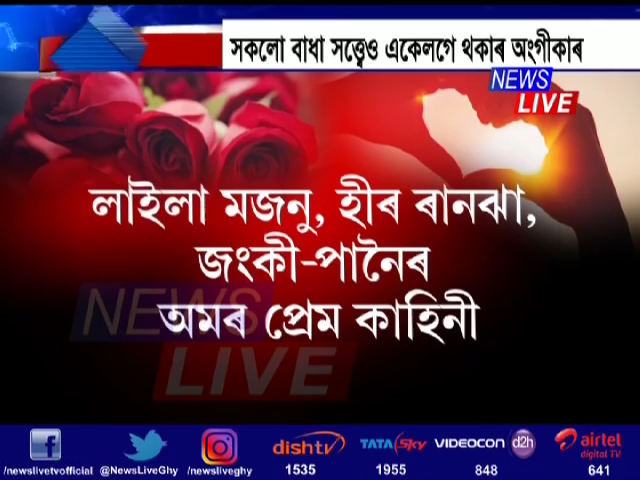 সকলো বাধা সত্ত্বেও একেলগে থকাৰ অংগীকাৰ
NEWS
LIVE
লাইলা মজনু, হীৰ ৰানঝা,
জংকী-পানৈৰ
অমৰ প্ৰেম কাহিনী
NEWS
LIVE
dishtv TATA Sky VIDEOCON d2h airtel digital TV
/newslivetvofficial @NewsLiveGhy /newsliveghy 1535 1955 848 641